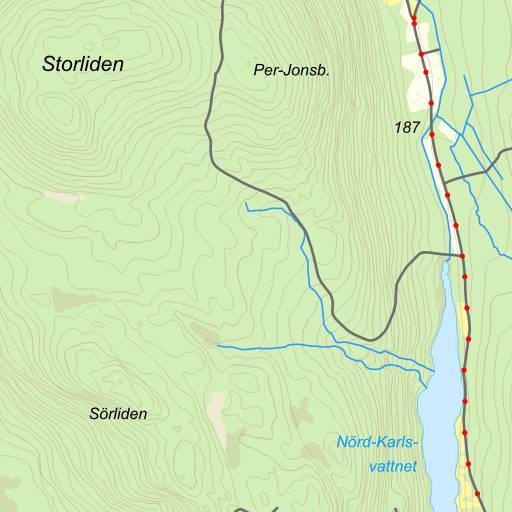 Storliden
Per-Jonsb.
187
Sörliden
Nörd-Karls-
vattnet